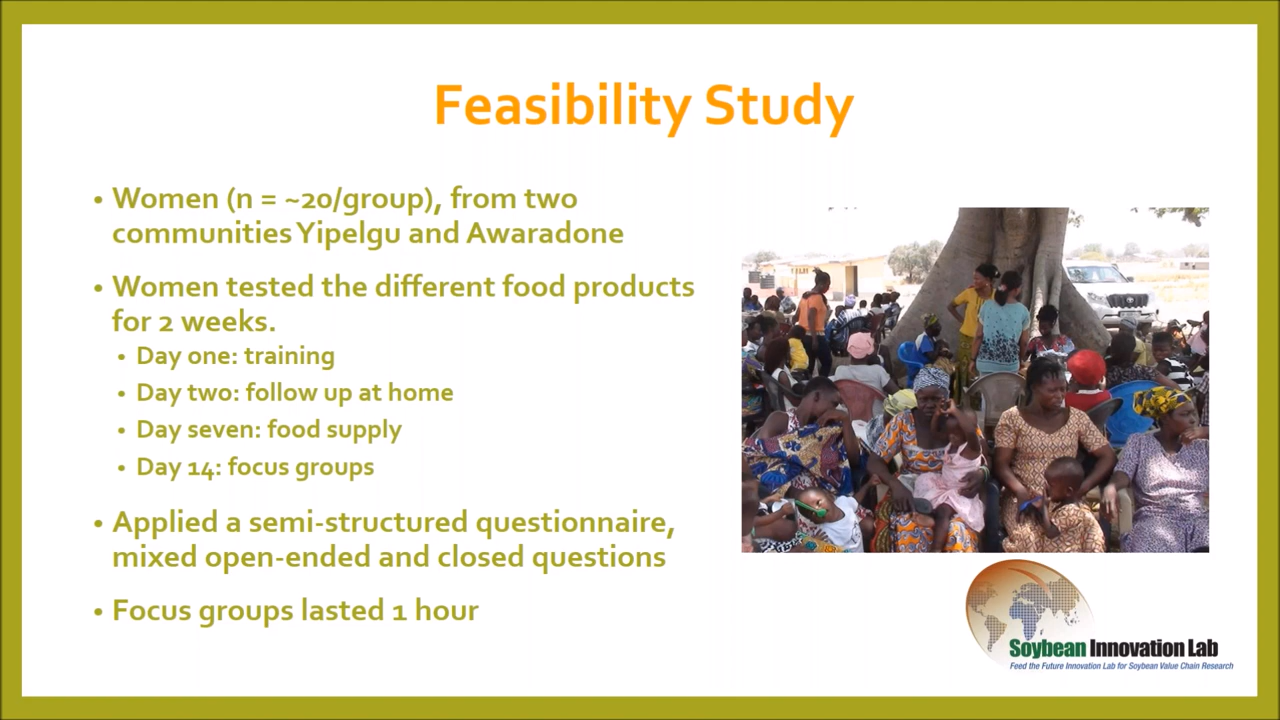 Feasibility Study
• Women (n = ~20/group), from two
communities Yipelgu and Awaradone
• Women tested the different food products
for 2 weeks.
• Day one: training
• Day two: follow up at home
• Day seven: food supply
• Day 14: focus groups
• Applied a semi-structured questionnaire,
mixed open-ended and closed questions
• Focus groups lasted 1 hour
Soybean Innovation Lab
Feed the Future Innovation Lab for Soybean Value Chain Research